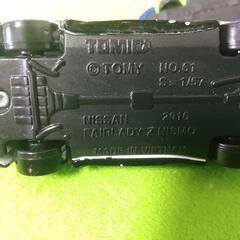 TOMICA
© TOMY NO.61
S=1/57
NISSAN 2016
FAIRLADY Z NISMO
MADE IN VIETNAM